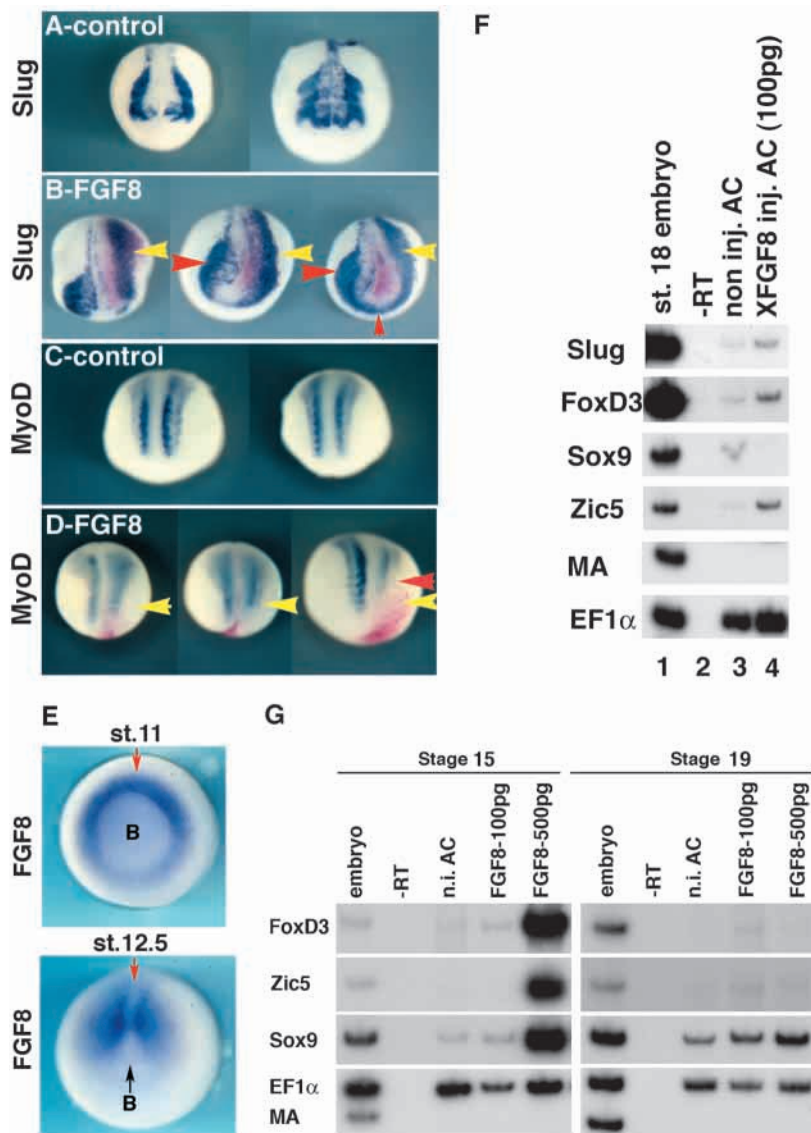 A-control
Slug
B-FGF8
Slug
C-control
MyoD
D-FGF8
MyoD
E
st.11
B
FGF8
st.12.5
B
FGF8
F
st. 18 embryo
-RT
non inj. AC
XFGF8 inj. AC (100pg)
Slug
FoxD3
Sox9
Zic5
MA
EF1α
1 2 3 4
G
Stage 15 Stage 19
embryo -RT n.i. AC FGF8-100pg FGF8-500pg embryo -RT n.i. AC FGF8-100pg FGF8-500pg
FoxD3
Zic5
Sox9
EF1α
MA